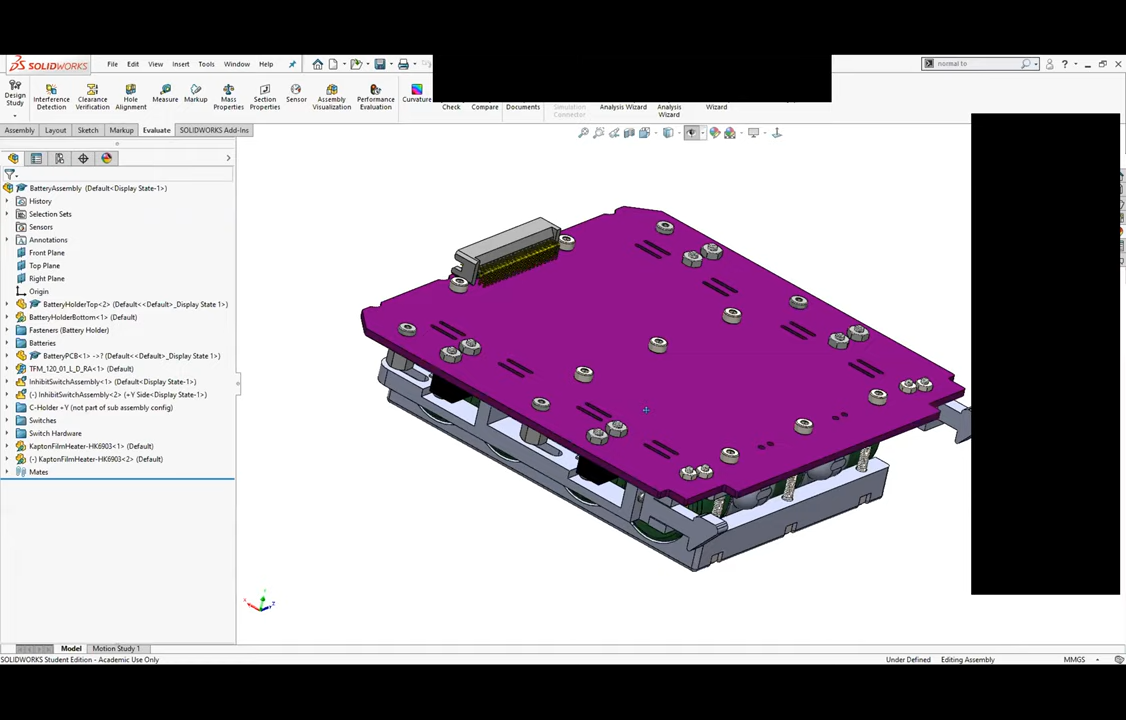 SOLIDWORKS File Edit View Insert Tools Window Help normal to
Design Study
Interference Detection
Clearance Verification
Hole Alignment
Measure
Markup
Mass Properties
Section Properties
Sensor
Assembly Visualization
Performance Evaluation
Curvature
Check
Compare
Documents
Simulation Connector
Analysis Wizard
Analysis Wizard
Wizard
Assembly Layout Sketch Markup Evaluate SOLIDWORKS Add-Ins
BatteryAssembly (Default<Display State-1>)
History
Selection Sets
Sensors
Annotations
Front Plane
Top Plane
Right Plane
Origin
BatteryHolderTop<2> (Default<<Default>_Display State 1>)
BatteryHolderBottom<1> (Default)
Fasteners (Battery Holder)
Batteries
BatteryPCB<1> ->? (Default<<Default>_Display State 1>)
TFM_120_01_L_D_RA<1> (Default)
InhibitSwitchAssembly<1> (Default<Display State-1>)
(-) InhibitSwitchAssembly<2> (+Y Side<Display State-1>)
C-Holder +Y (not part of sub assembly config)
Switches
Switch Hardware
KaptonFilmHeater-HK6903<1> (Default)
(-) KaptonFilmHeater-HK6903<2> (Default)
Mates
Model Motion Study 1
SOLIDWORKS Student Edition - Academic Use Only Under Defined Editing Assembly MMGS